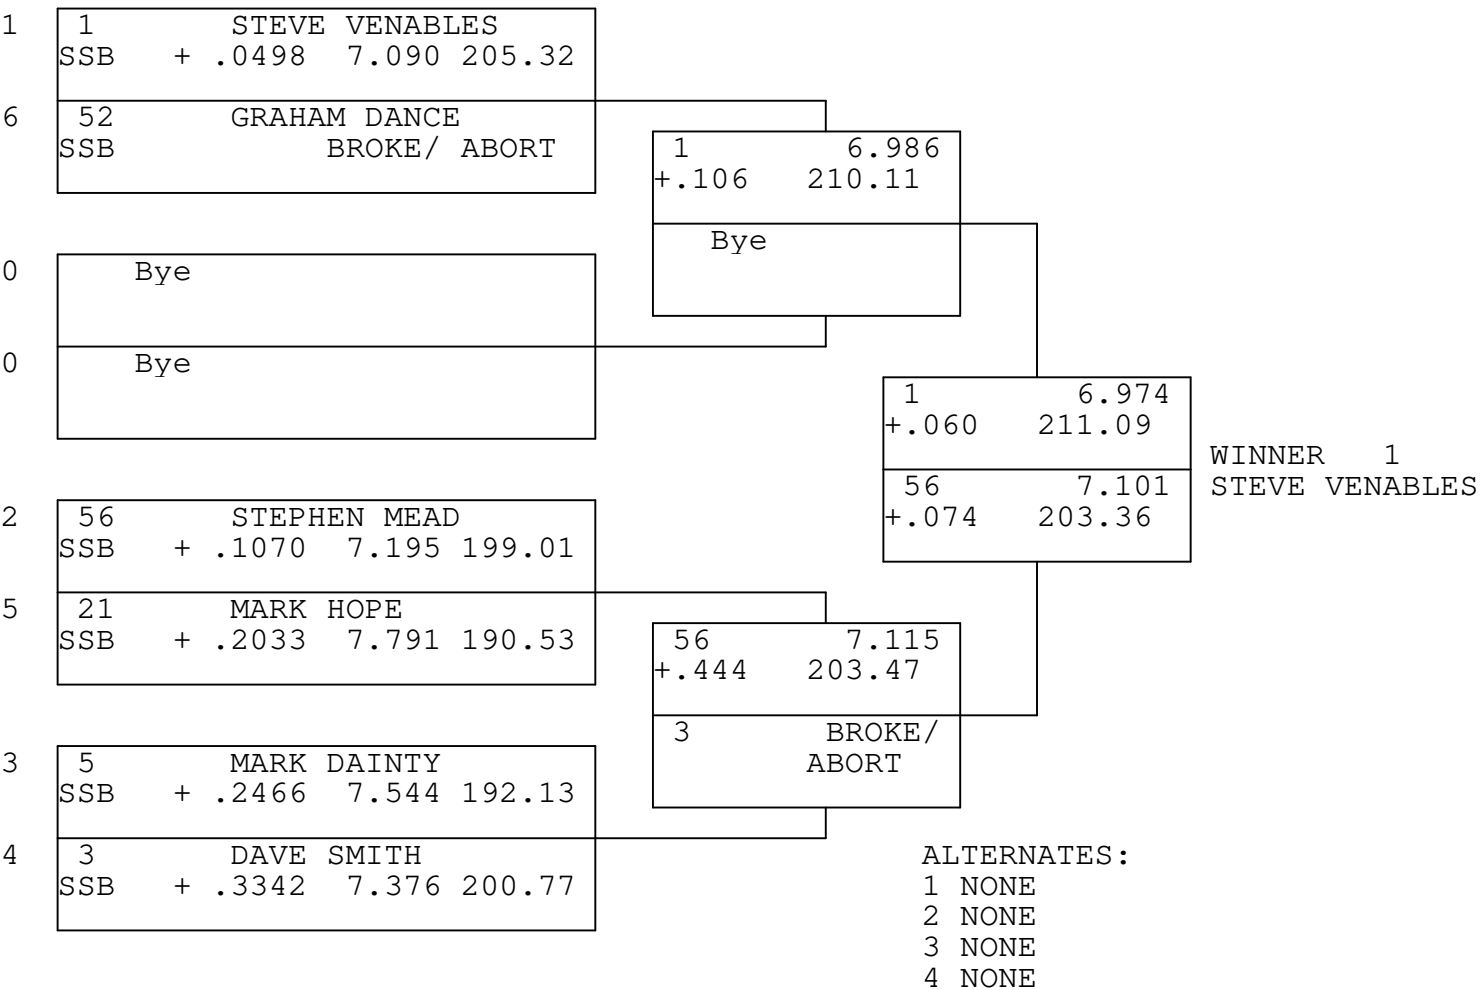 1 1 STEVE VENABLES
SSB + .0498 7.090 205.32
6 52 GRAHAM DANCE
SSB BROKE/ ABORT
1 6.986
+.106 210.11
Bye
0 Bye
0 Bye
1 6.974
+.060 211.09
56 7.101
+.074 203.36
WINNER 1
STEVE VENABLES
2 56 STEPHEN MEAD
SSB + .1070 7.195 199.01
5 21 MARK HOPE
SSB + .2033 7.791 190.53
56 7.115
+.444 203.47
3 BROKE/
ABORT
3 5 MARK DAINTY
SSB + .2466 7.544 192.13
4 3 DAVE SMITH
SSB + .3342 7.376 200.77
ALTERNATES:
1 NONE
2 NONE
3 NONE
4 NONE